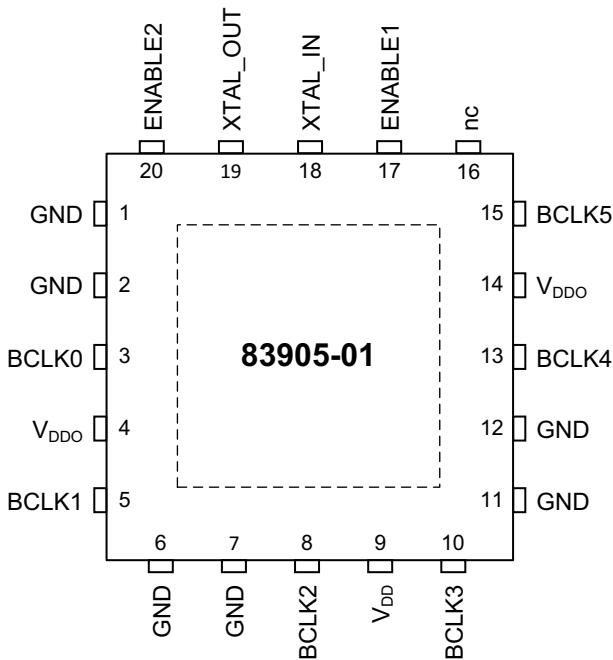 ENABLE2
XTAL_OUT
XTAL_IN
ENABLE1
nc
20 19 18 17 16
GND 1 15 BCLK5
GND 2 14 VDDO
BCLK0 3 83905-01 13 BCLK4
VDDO 4 12 GND
BCLK1 5 11 GND
6 7 8 9 10
GND
GND
BCLK2
VDD
BCLK3